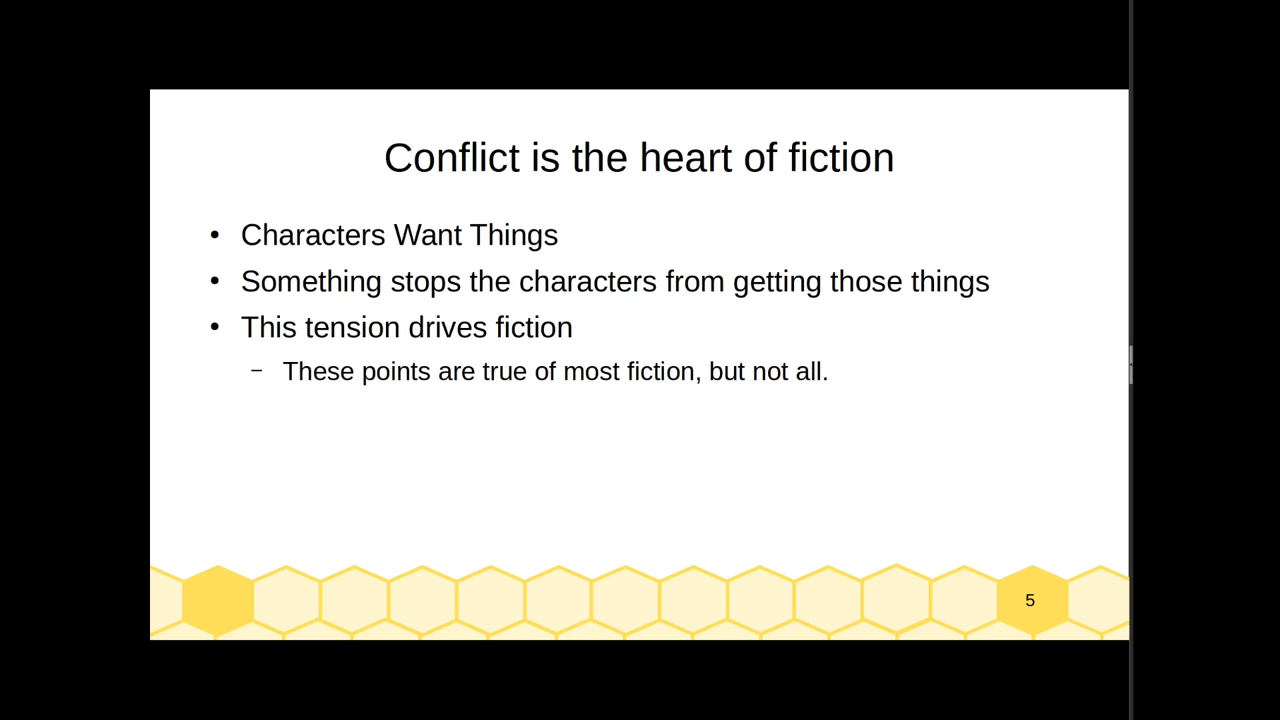 Conflict is the heart of fiction
• Characters Want Things
• Something stops the characters from getting those things
• This tension drives fiction
– These points are true of most fiction, but not all.
5